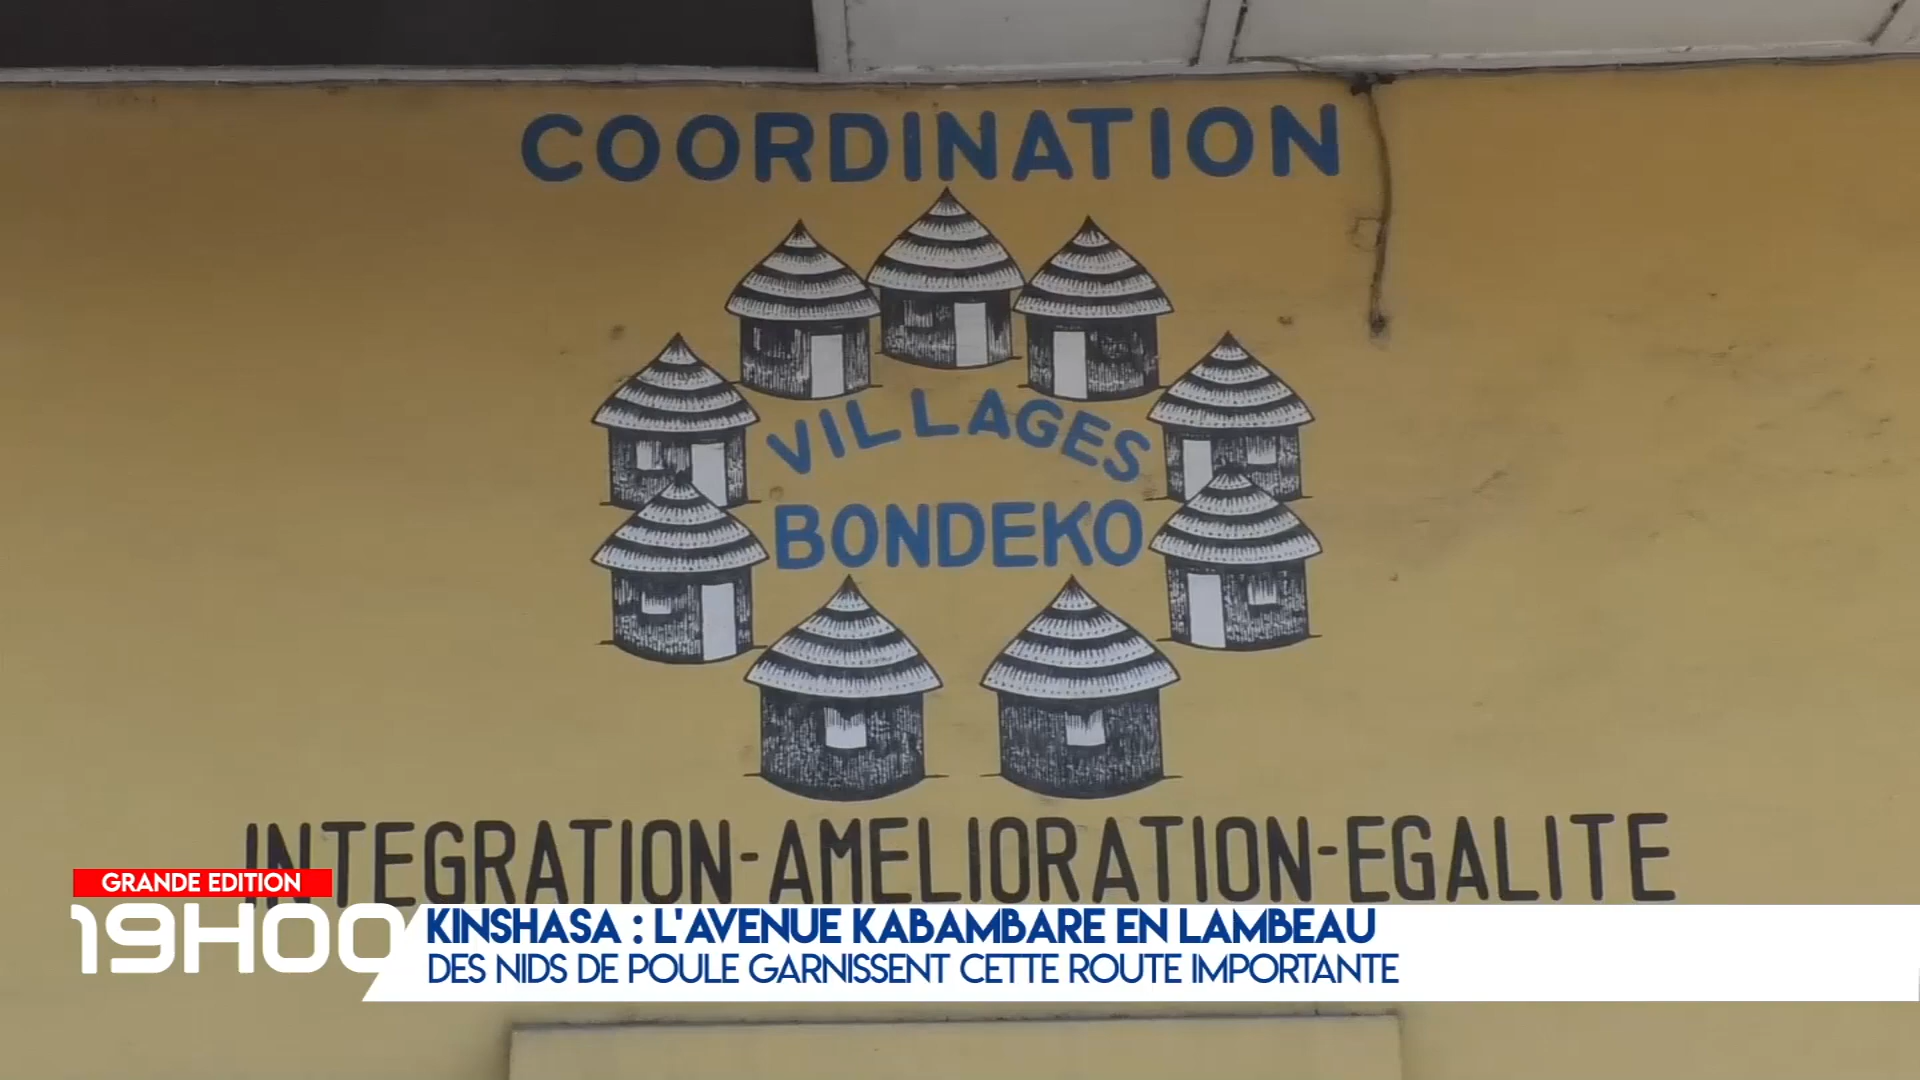 COORDINATION
VILLAGES
BONDEKO
INTEGRATION-AMELIORATION-EGALITE
GRANDE EDITION
19H00
KINSHASA : L'AVENUE KABAMBARE EN LAMBEAU
DES NIDS DE POULE GARNISSENT CETTE ROUTE IMPORTANTE